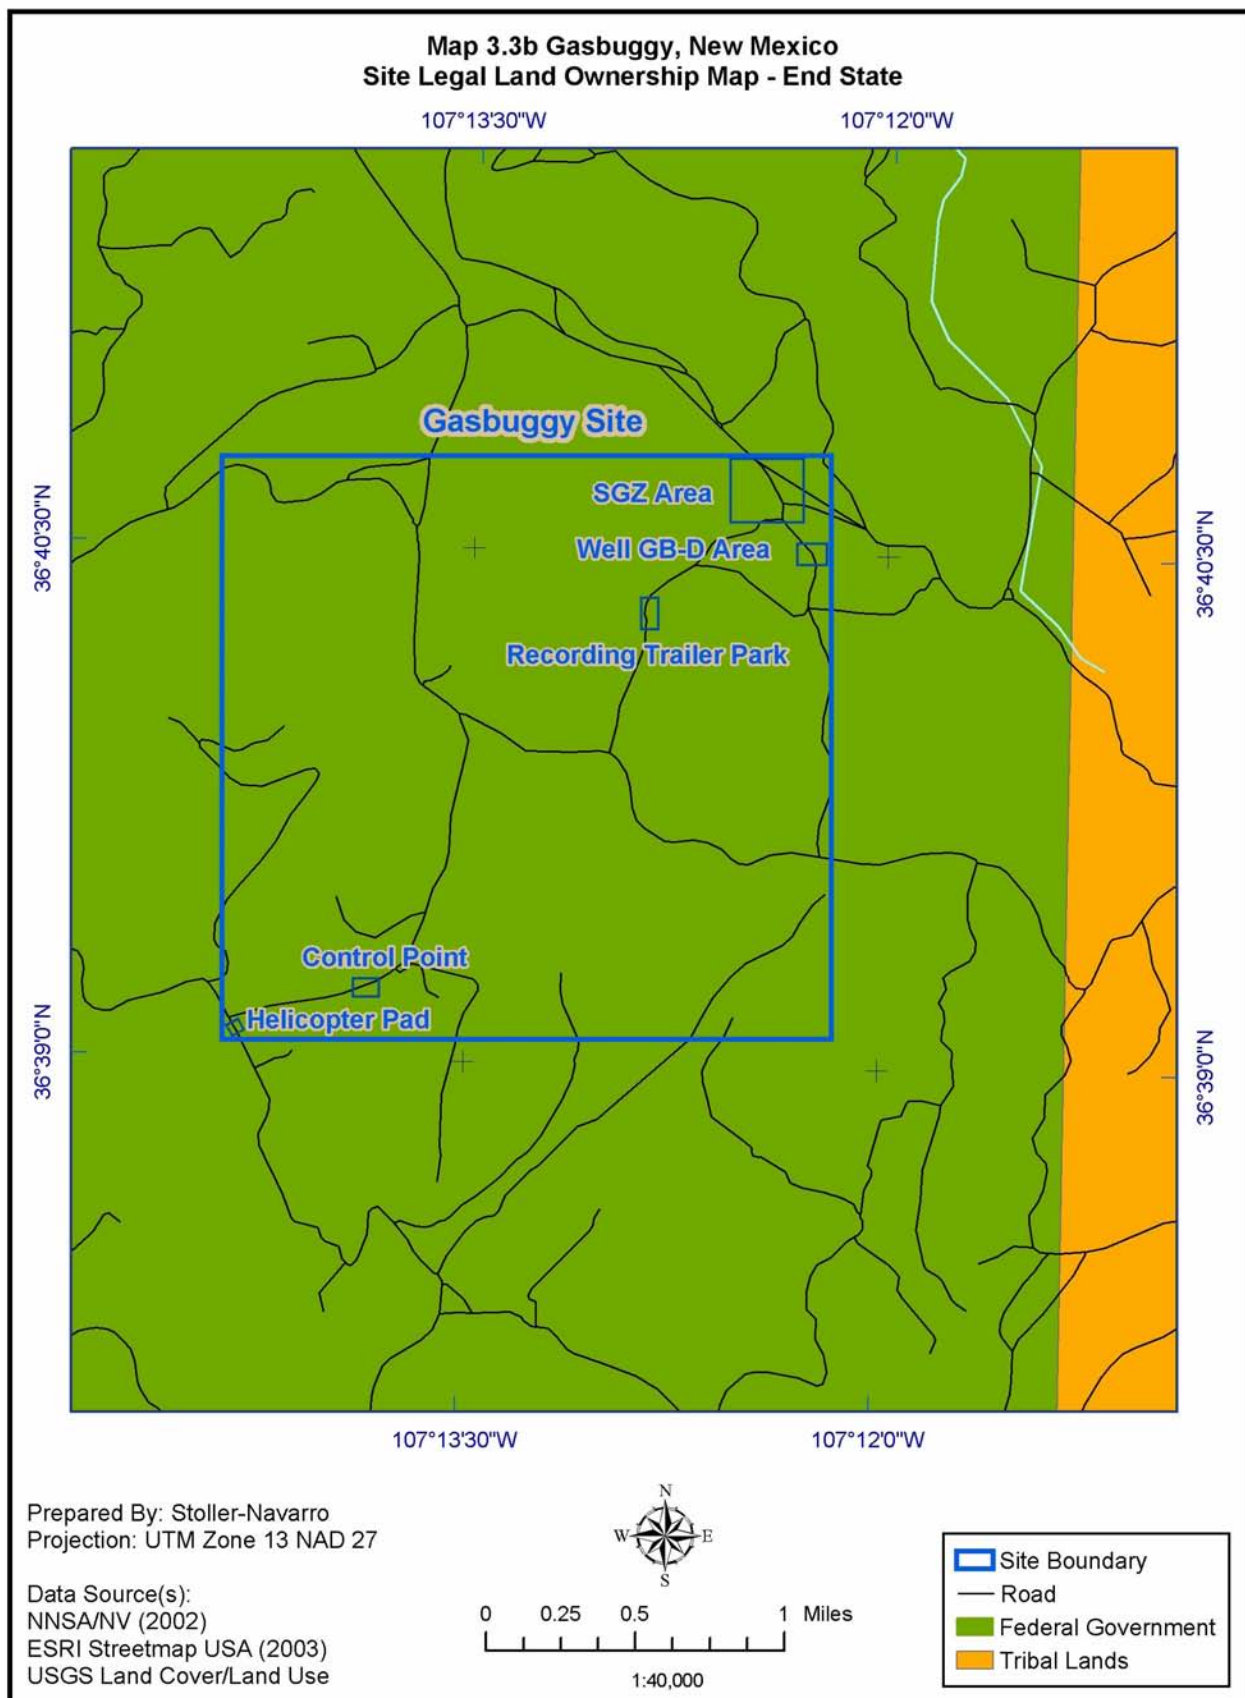 Map 3.3b Gasbuggy, New Mexico
Site Legal Land Ownership Map - End State
107°13'30"W
107°12'0"W
Gasbuggy Site
SGZ Area
36°40'30"N
36°40'30"N
Well GB-D Area
Recording Trailer Park
Control Point
Helicopter Pad
36°39'0"N
36°39'0"N
107°13'30"W
107°12'0"W
Prepared By: Stoller-Navarro
Projection: UTM Zone 13 NAD 27
Data Source(s):
NNSA/NV (2002)
ESRI Streetmap USA (2003)
USGS Land Cover/Land Use
N
W E
S
0 0.25 0.5 1 Miles
1:40,000
Site Boundary
Road
Federal Government
Tribal Lands